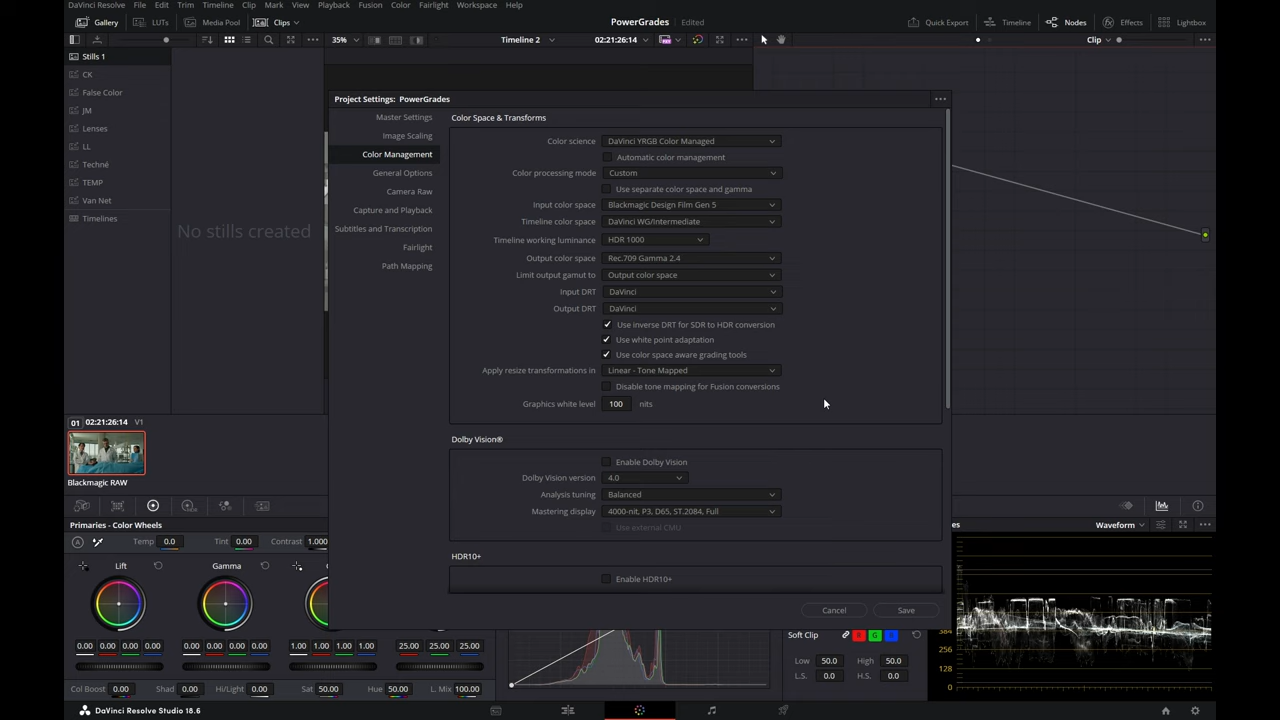 DaVinci Resolve File Edit Trim Timeline Clip Mark View Playback Fusion Color Fairlight Workspace Help
Gallery LUTs Media Pool Clips PowerGrades Edited Quick Export Timeline Nodes Effects Lightbox
35% Timeline 2 02:21:26:14 Clip
Stills 1
CK
False Color
JM
Lenses
LL
Techné
TEMP
Van Net
Timelines
No stills created
Project Settings: PowerGrades
Master Settings
Image Scaling
Color Management
General Options
Camera Raw
Capture and Playback
Subtitles and Transcription
Fairlight
Path Mapping
Color Space & Transforms
Color science DaVinci YRGB Color Managed
Automatic color management
Color processing mode Custom
Use separate color space and gamma
Input color space Blackmagic Design Film Gen 5
Timeline color space DaVinci WG/Intermediate
Timeline working luminance HDR 1000
Output color space Rec.709 Gamma 2.4
Limit output gamut to Output color space
Input DRT DaVinci
Output DRT DaVinci
Use inverse DRT for SDR to HDR conversion
Use white point adaptation
Use color space aware grading tools
Apply resize transformations in Linear - Tone Mapped
Disable tone mapping for Fusion conversions
Graphics white level 100 nits
Dolby Vision®
Enable Dolby Vision
Dolby Vision version 4.0
Analysis tuning Balanced
Mastering display 4000-nit, P3, D65, ST.2084, Full
Use external CMU
HDR10+
Enable HDR10+
Cancel Save
01 02:21:26:14 V1
Blackmagic RAW
Primaries - Color Wheels
A Temp 0.0 Tint 0.00 Contrast 1.000
Lift Gamma
0.00 0.00 0.00 0.00 0.00 0.00 0.00 0.00 1.00 1.00 1.00 1.00 25.00 25.00 25.00
Col Boost 0.00 Shad 0.00 Hi/Light 0.00 Sat 50.00 Hue 50.00 L. Mix 100.00
Soft Clip R G B
Low 50.0 High 50.0
L.S. 0.0 H.S. 0.0
Waveform
384
256
128
0
DaVinci Resolve Studio 18.6